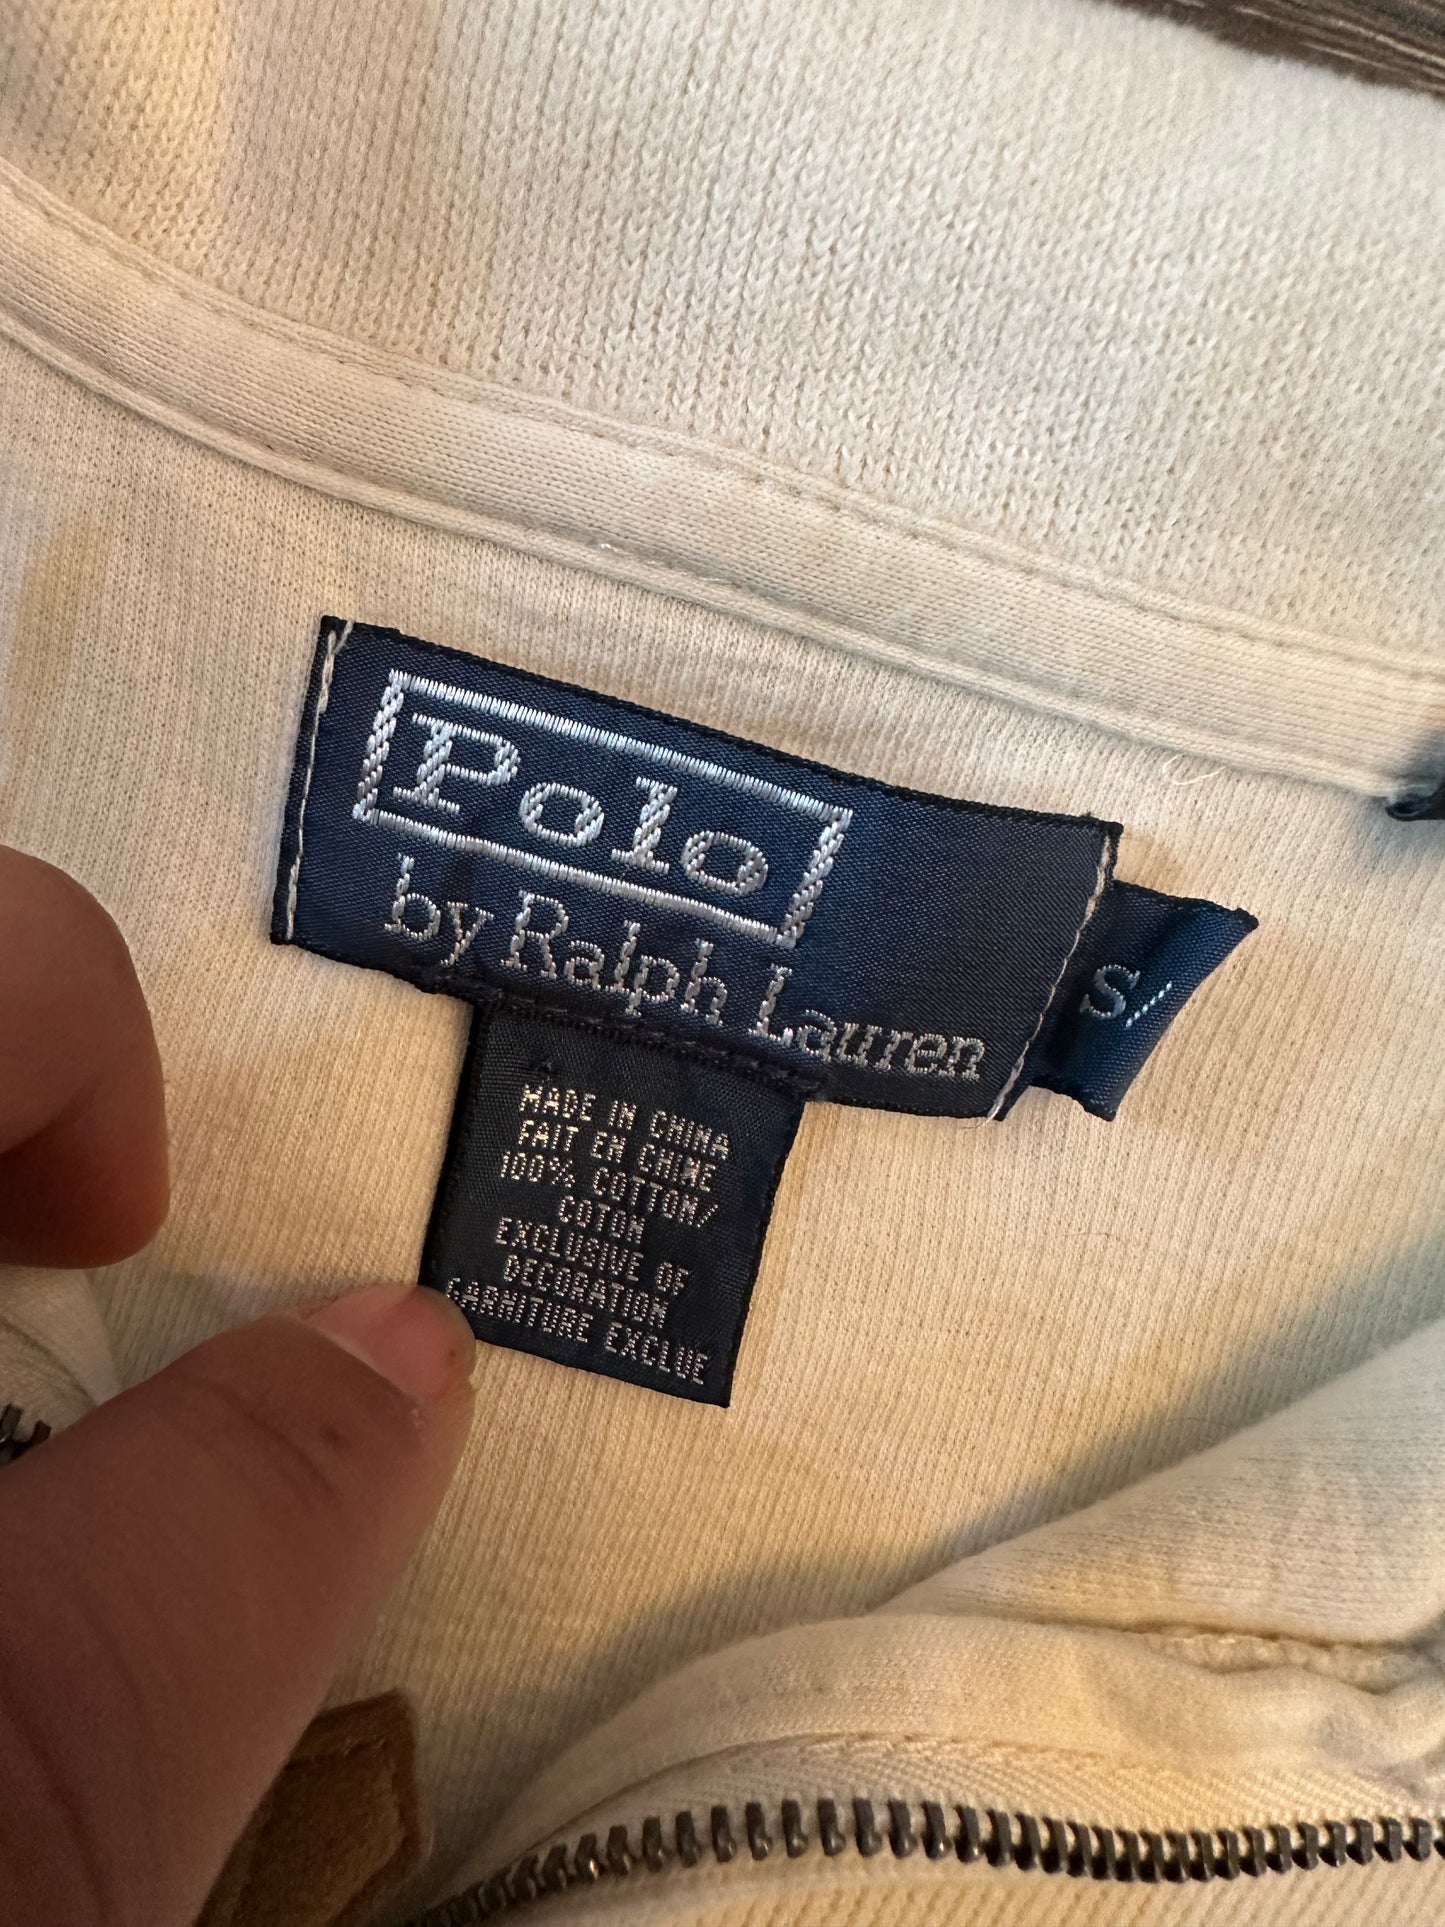 Polo
by Ralph Lauren
S/
MADE IN CHINA
FAIT EN CHINE
100% COTTON/
COTON
EXCLUSIVE OF
DECORATION
GARNITURE EXCLUE